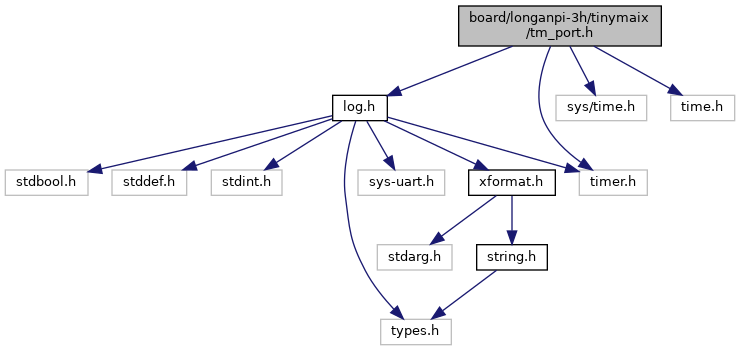 board/longanpi-3h/tinymaix
/tm_port.h
log.h
sys/time.h
time.h
stdbool.h
stddef.h
stdint.h
sys-uart.h
xformat.h
timer.h
stdarg.h
string.h
types.h